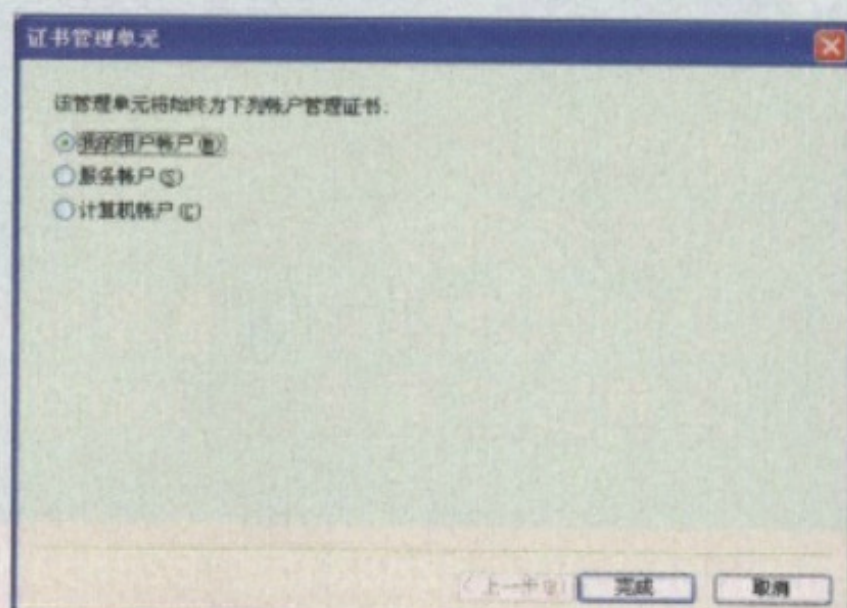 证书管理单元
该管理单元将始终为下列帐户管理证书:
我的用户帐户(M)
服务帐户(S)
计算机帐户(C)
< 上一步(B) 完成 取消